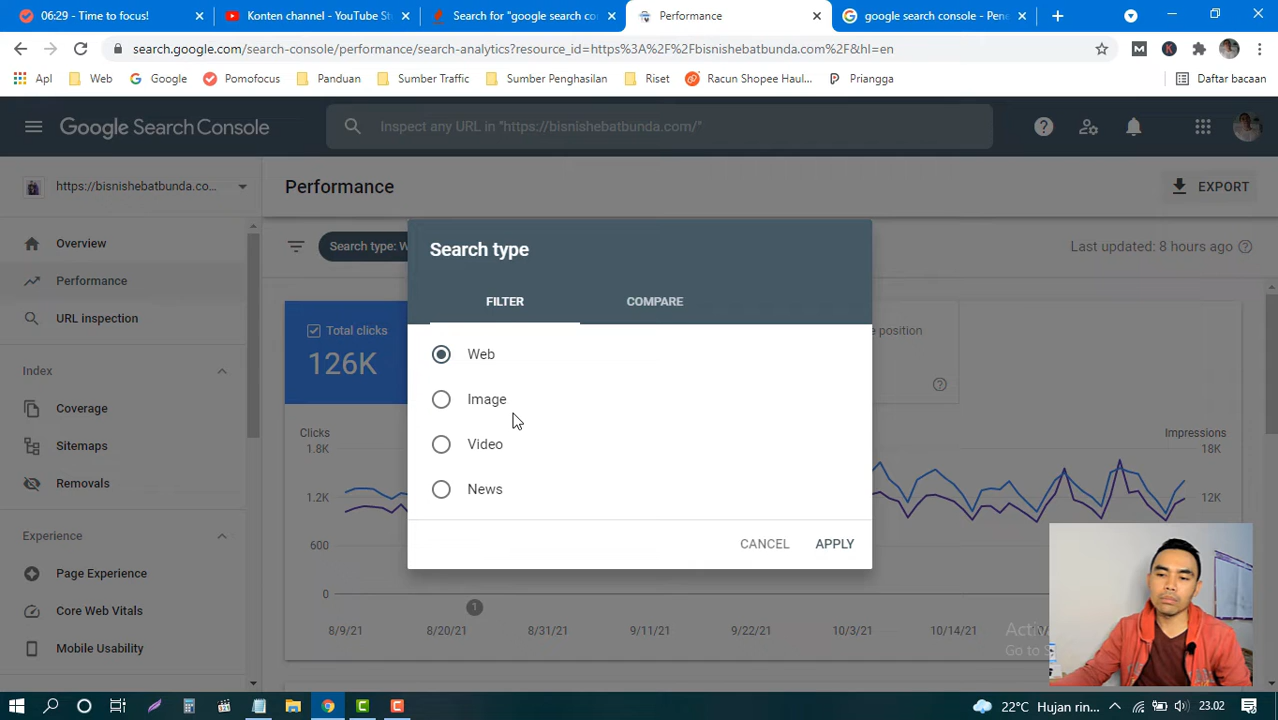 06:29 - Time to focus!
Konten channel - YouTube St
Search for "google search con
Performance
google search console - Pene
search.google.com/search-console/performance/search-analytics?resource_id=https%3A%2F%2Fbisnishebatbunda.com%2F&hl=en
Apl
Web
Google
Pomofocus
Panduan
Sumber Traffic
Sumber Penghasilan
Riset
Racun Shopee Haul...
Priangga
Daftar bacaan
Google Search Console
Inspect any URL in "https://bisnishebatbunda.com/"
https://bisnishebatbunda.co...
Performance
EXPORT
Overview
Performance
URL inspection
Index
Coverage
Sitemaps
Removals
Experience
Page Experience
Core Web Vitals
Mobile Usability
Search type: W
Last updated: 8 hours ago
Search type
FILTER
COMPARE
Web
Image
Video
News
CANCEL
APPLY
Total clicks
126K
e position
Clicks
Impressions
1.8K
18K
1.2K
12K
600
0
1
8/9/21
8/20/21
8/31/21
9/11/21
9/22/21
10/3/21
10/14/21
Activ
Go to S
22°C
Hujan rin...
23.02